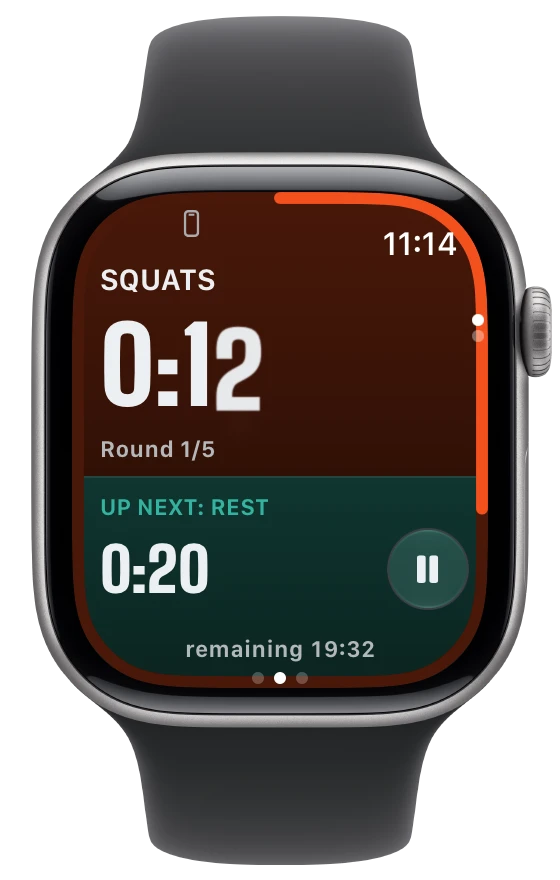 11:14
SQUATS
0:12
Round 1/5
UP NEXT: REST
0:20
remaining 19:32